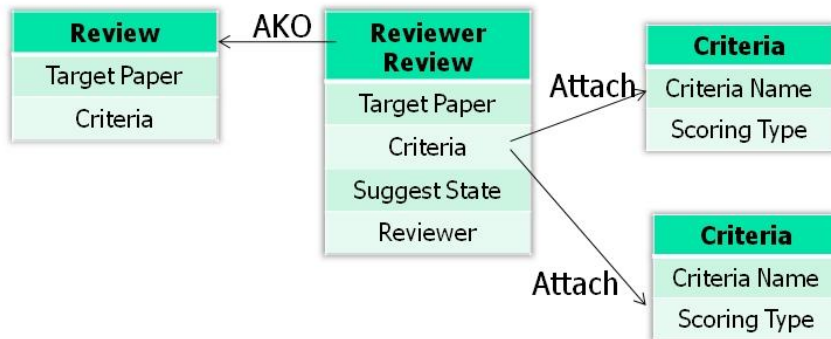 Review
Target Paper
Criteria
AKO
Reviewer
Review
Target Paper
Criteria
Suggest State
Reviewer
Attach
Attach
Criteria
Criteria Name
Scoring Type
Criteria
Criteria Name
Scoring Type